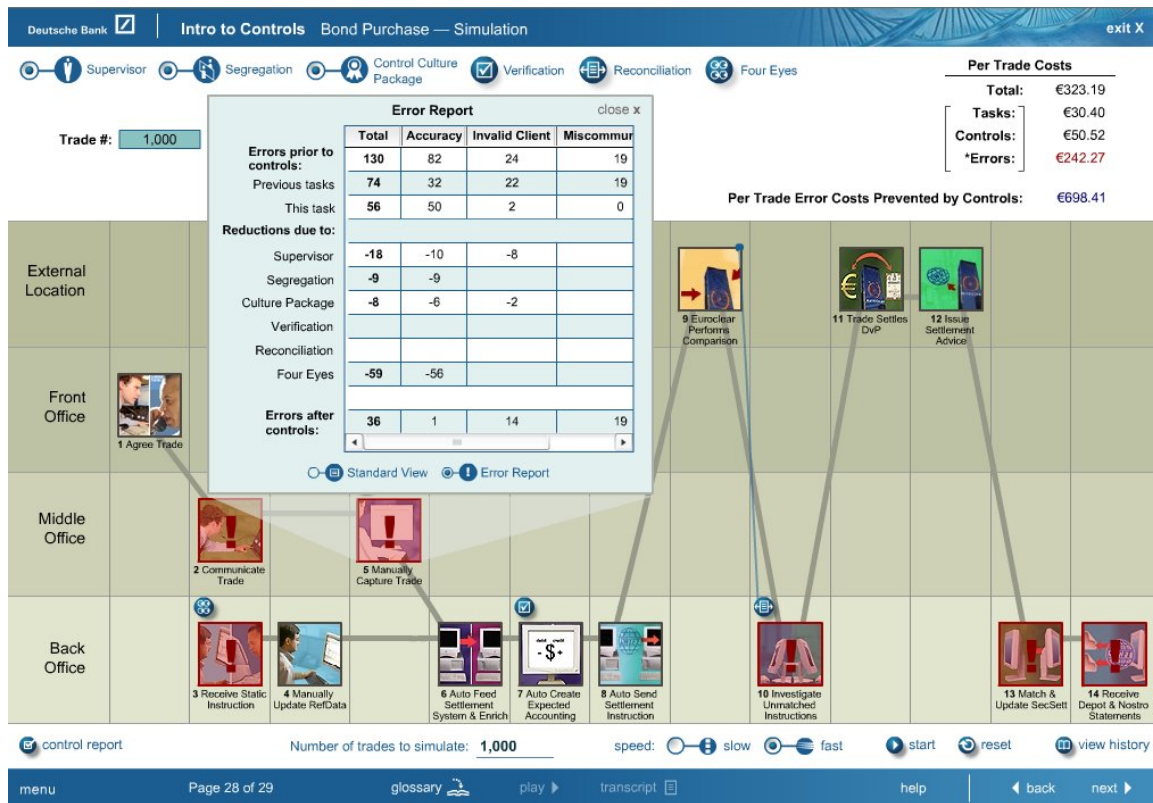 Deutsche Bank
Intro to Controls Bond Purchase — Simulation
exit X
Supervisor
Segregation
Control Culture
Package
Verification
Reconciliation
Four Eyes
Per Trade Costs
Total: €323.19
Tasks: €30.40
Controls: €50.52
*Errors: €242.27
Per Trade Error Costs Prevented by Controls: €698.41
Trade #: 1,000
Error Report
close x
Total Accuracy Invalid Client Miscommur
Errors prior to
controls: 130 82 24 19
Previous tasks 74 32 22 19
This task 56 50 2 0
Reductions due to:
Supervisor -18 -10 -8
Segregation -9 -9
Culture Package -8 -6 -2
Verification
Reconciliation
Four Eyes -59 -56
Errors after
controls: 36 1 14 19
Standard View
Error Report
External
Location
9 Euroclear
Performs
Comparison
11 Trade Settles
DvP
12 Issue
Settlement
Advice
Front
Office
1 Agree Trade
Middle
Office
2 Communicate
Trade
5 Manually
Capture Trade
Back
Office
3 Receive Static
Instruction
4 Manually
Update RefData
6 Auto Feed
Settlement
System & Enrich
7 Auto Create
Expected
Accounting
8 Auto Send
Settlement
Instruction
10 Investigate
Unmatched
Instructions
13 Match &
Update SecSett
14 Receive
Depot & Nostro
Statements
control report
Number of trades to simulate: 1,000
speed: slow fast
start
reset
view history
menu
Page 28 of 29
glossary
play
transcript
help
back
next